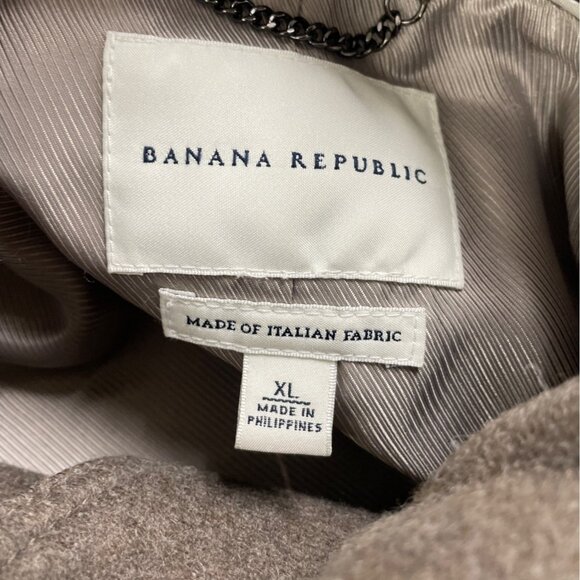 BANANA REPUBLIC
MADE OF ITALIAN FABRIC
XL
MADE IN
PHILIPPINES